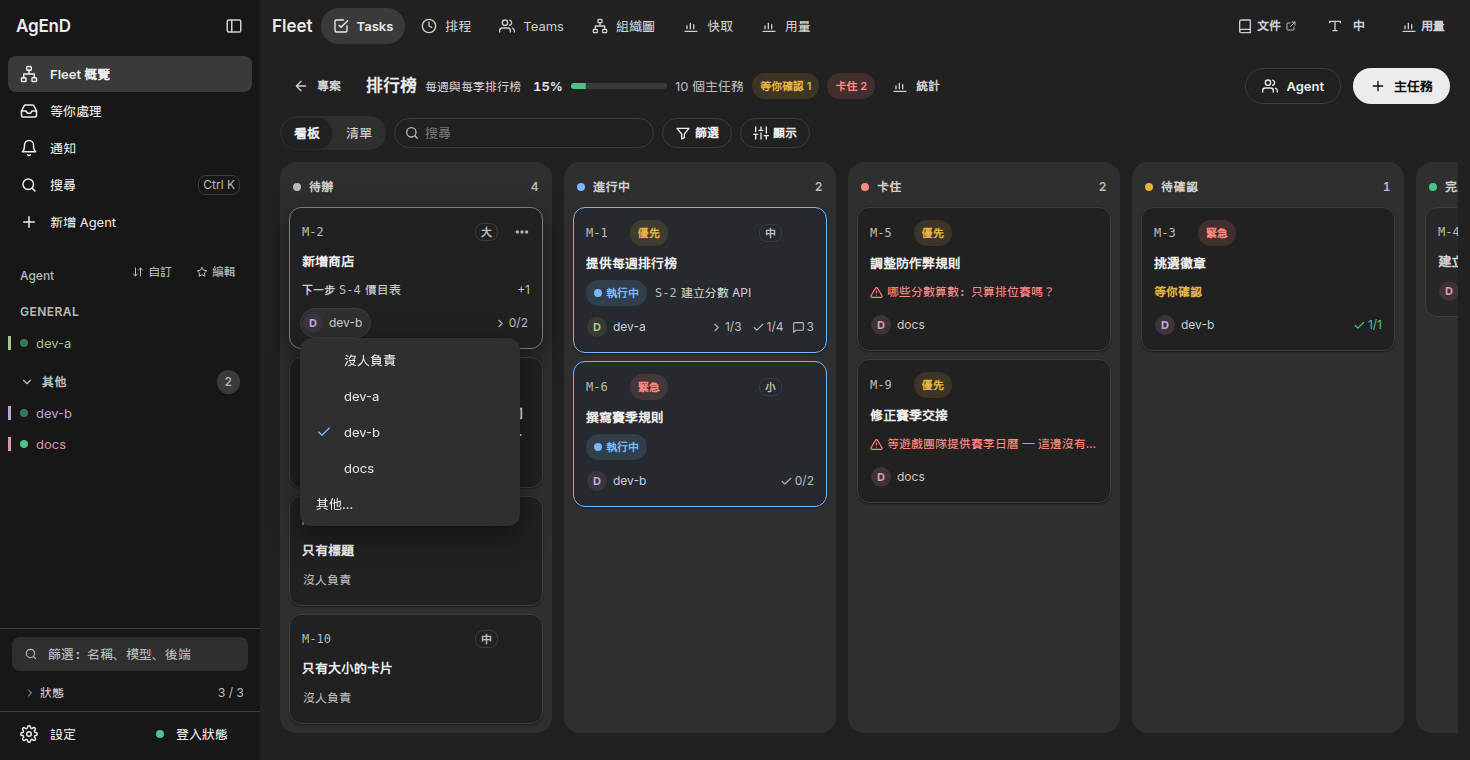 AgEnD
Fleet 概覽
等你處理
通知
搜尋 Ctrl K
新增 Agent
Agent 自訂 編輯
GENERAL
dev-a
其他 2
dev-b
docs
篩選：名稱、模型、後端
狀態 3 / 3
設定 登入狀態
Fleet Tasks 排程 Teams 組織圖 快取 用量 文件 中 用量
專案 排行榜 每週與每季排行榜 15% 10 個主任務 等你確認 1 卡住 2 統計 Agent 主任務
看板 清單 搜尋 篩選 顯示
待辦 4
M-2 大
新增商店
下一步 S-4 價目表 +1
D dev-b 0/2
沒人負責
dev-a
dev-b
docs
其他...
只有標題
沒人負責
M-10 中
只有大小的卡片
沒人負責
進行中 2
M-1 優先 中
提供每週排行榜
執行中 S-2 建立分數 API
D dev-a 1/3 1/4 3
M-6 緊急 小
撰寫賽季規則
執行中
D dev-b 0/2
卡住 2
M-5 優先
調整防作弊規則
哪些分數算數：只算排位賽嗎？
D docs
M-9 優先
修正賽季交接
等遊戲團隊提供賽季日曆 — 這邊沒有...
D docs
待確認 1
M-3 緊急
挑選徽章
等你確認
D dev-b 1/1
完
M-4
建立
D